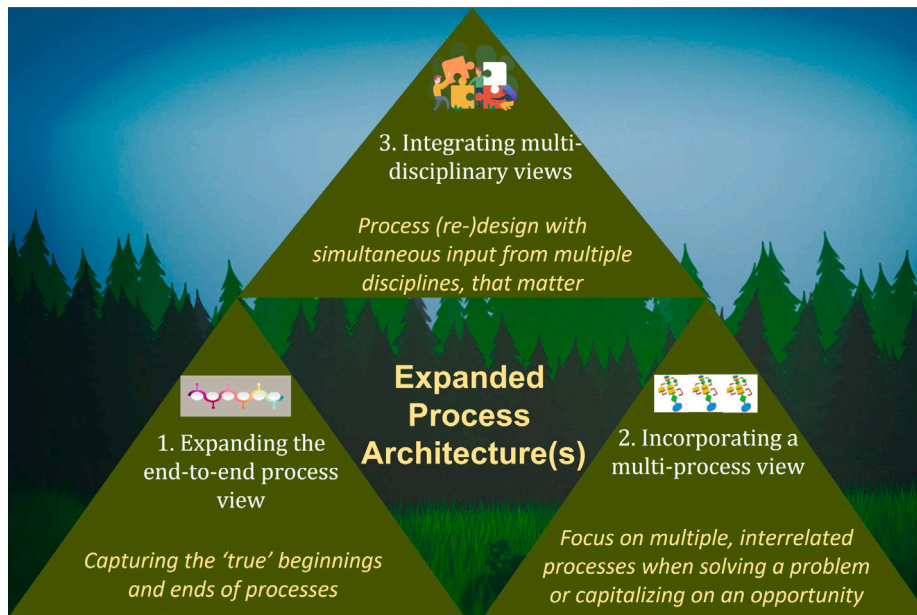 3. Integrating multi-
disciplinary views
Process (re-)design with
simultaneous input from multiple
disciplines, that matter
Expanded
Process
Architecture(s)
1. Expanding the
end-to-end process
view
Capturing the ‘true’ beginnings
and ends of processes
2. Incorporating a
multi-process view
Focus on multiple, interrelated
processes when solving a problem
or capitalizing on an opportunity